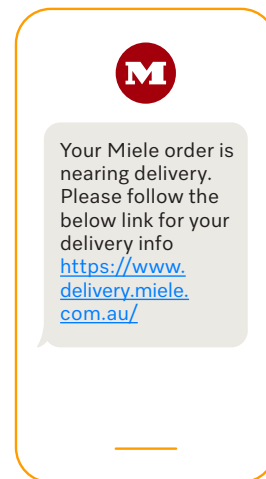 M
Your Miele order is
nearing delivery.
Please follow the
below link for your
delivery info
https://www.
delivery.miele.
com.au/